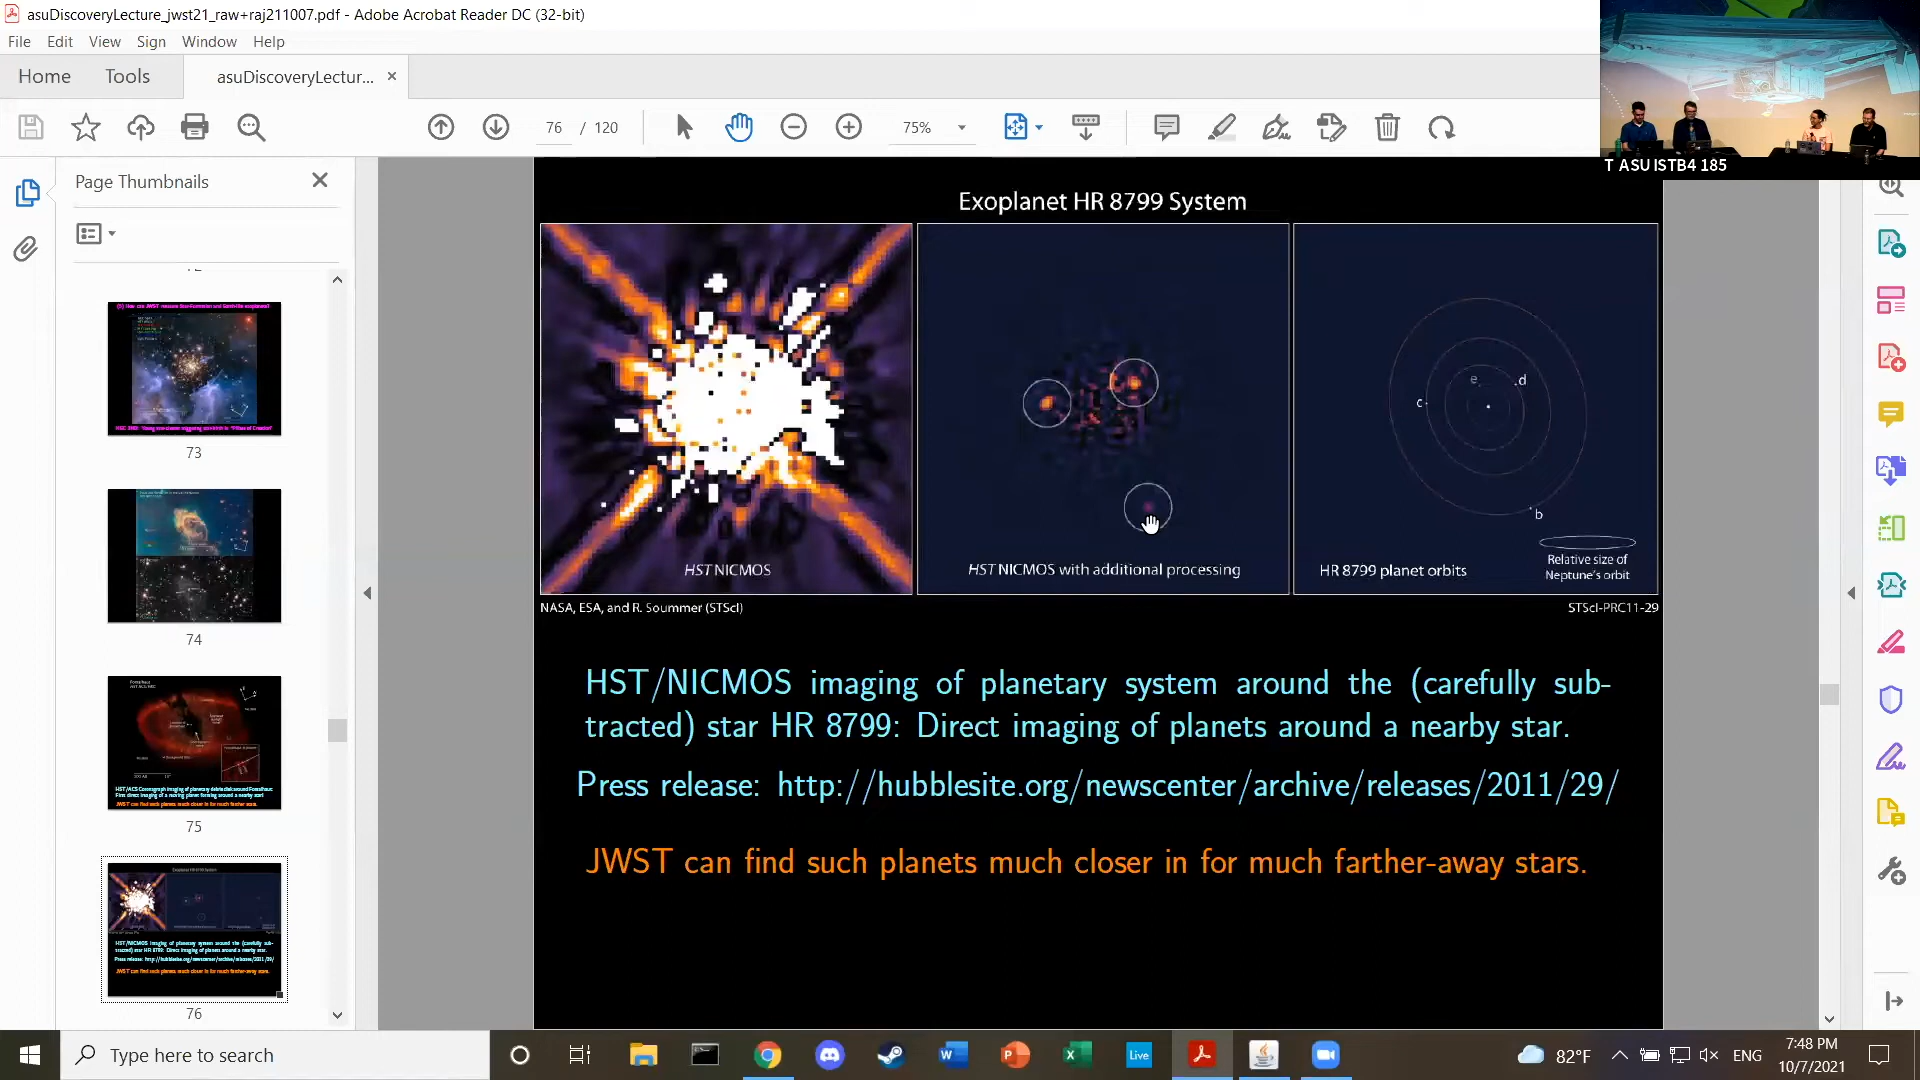 asuDiscoveryLecture_jwst21_raw+raj211007.pdf - Adobe Acrobat Reader DC (32-bit)
File Edit View Sign Window Help
Home Tools asuDiscoveryLectur... ×
76 / 120 75%
T ASU ISTB4 185
Page Thumbnails
73
74
75
76
Exoplanet HR 8799 System
HST NICMOS
HST NICMOS with additional processing
e d
c
b
HR 8799 planet orbits
Relative size of
Neptune's orbit
NASA, ESA, and R. Soummer (STScI)
STScI-PRC11-29
HST/NICMOS imaging of planetary system around the (carefully sub-
tracted) star HR 8799: Direct imaging of planets around a nearby star.
Press release: http://hubblesite.org/newscenter/archive/releases/2011/29/
JWST can find such planets much closer in for much farther-away stars.
Type here to search
Live
82°F
ENG
7:48 PM
10/7/2021